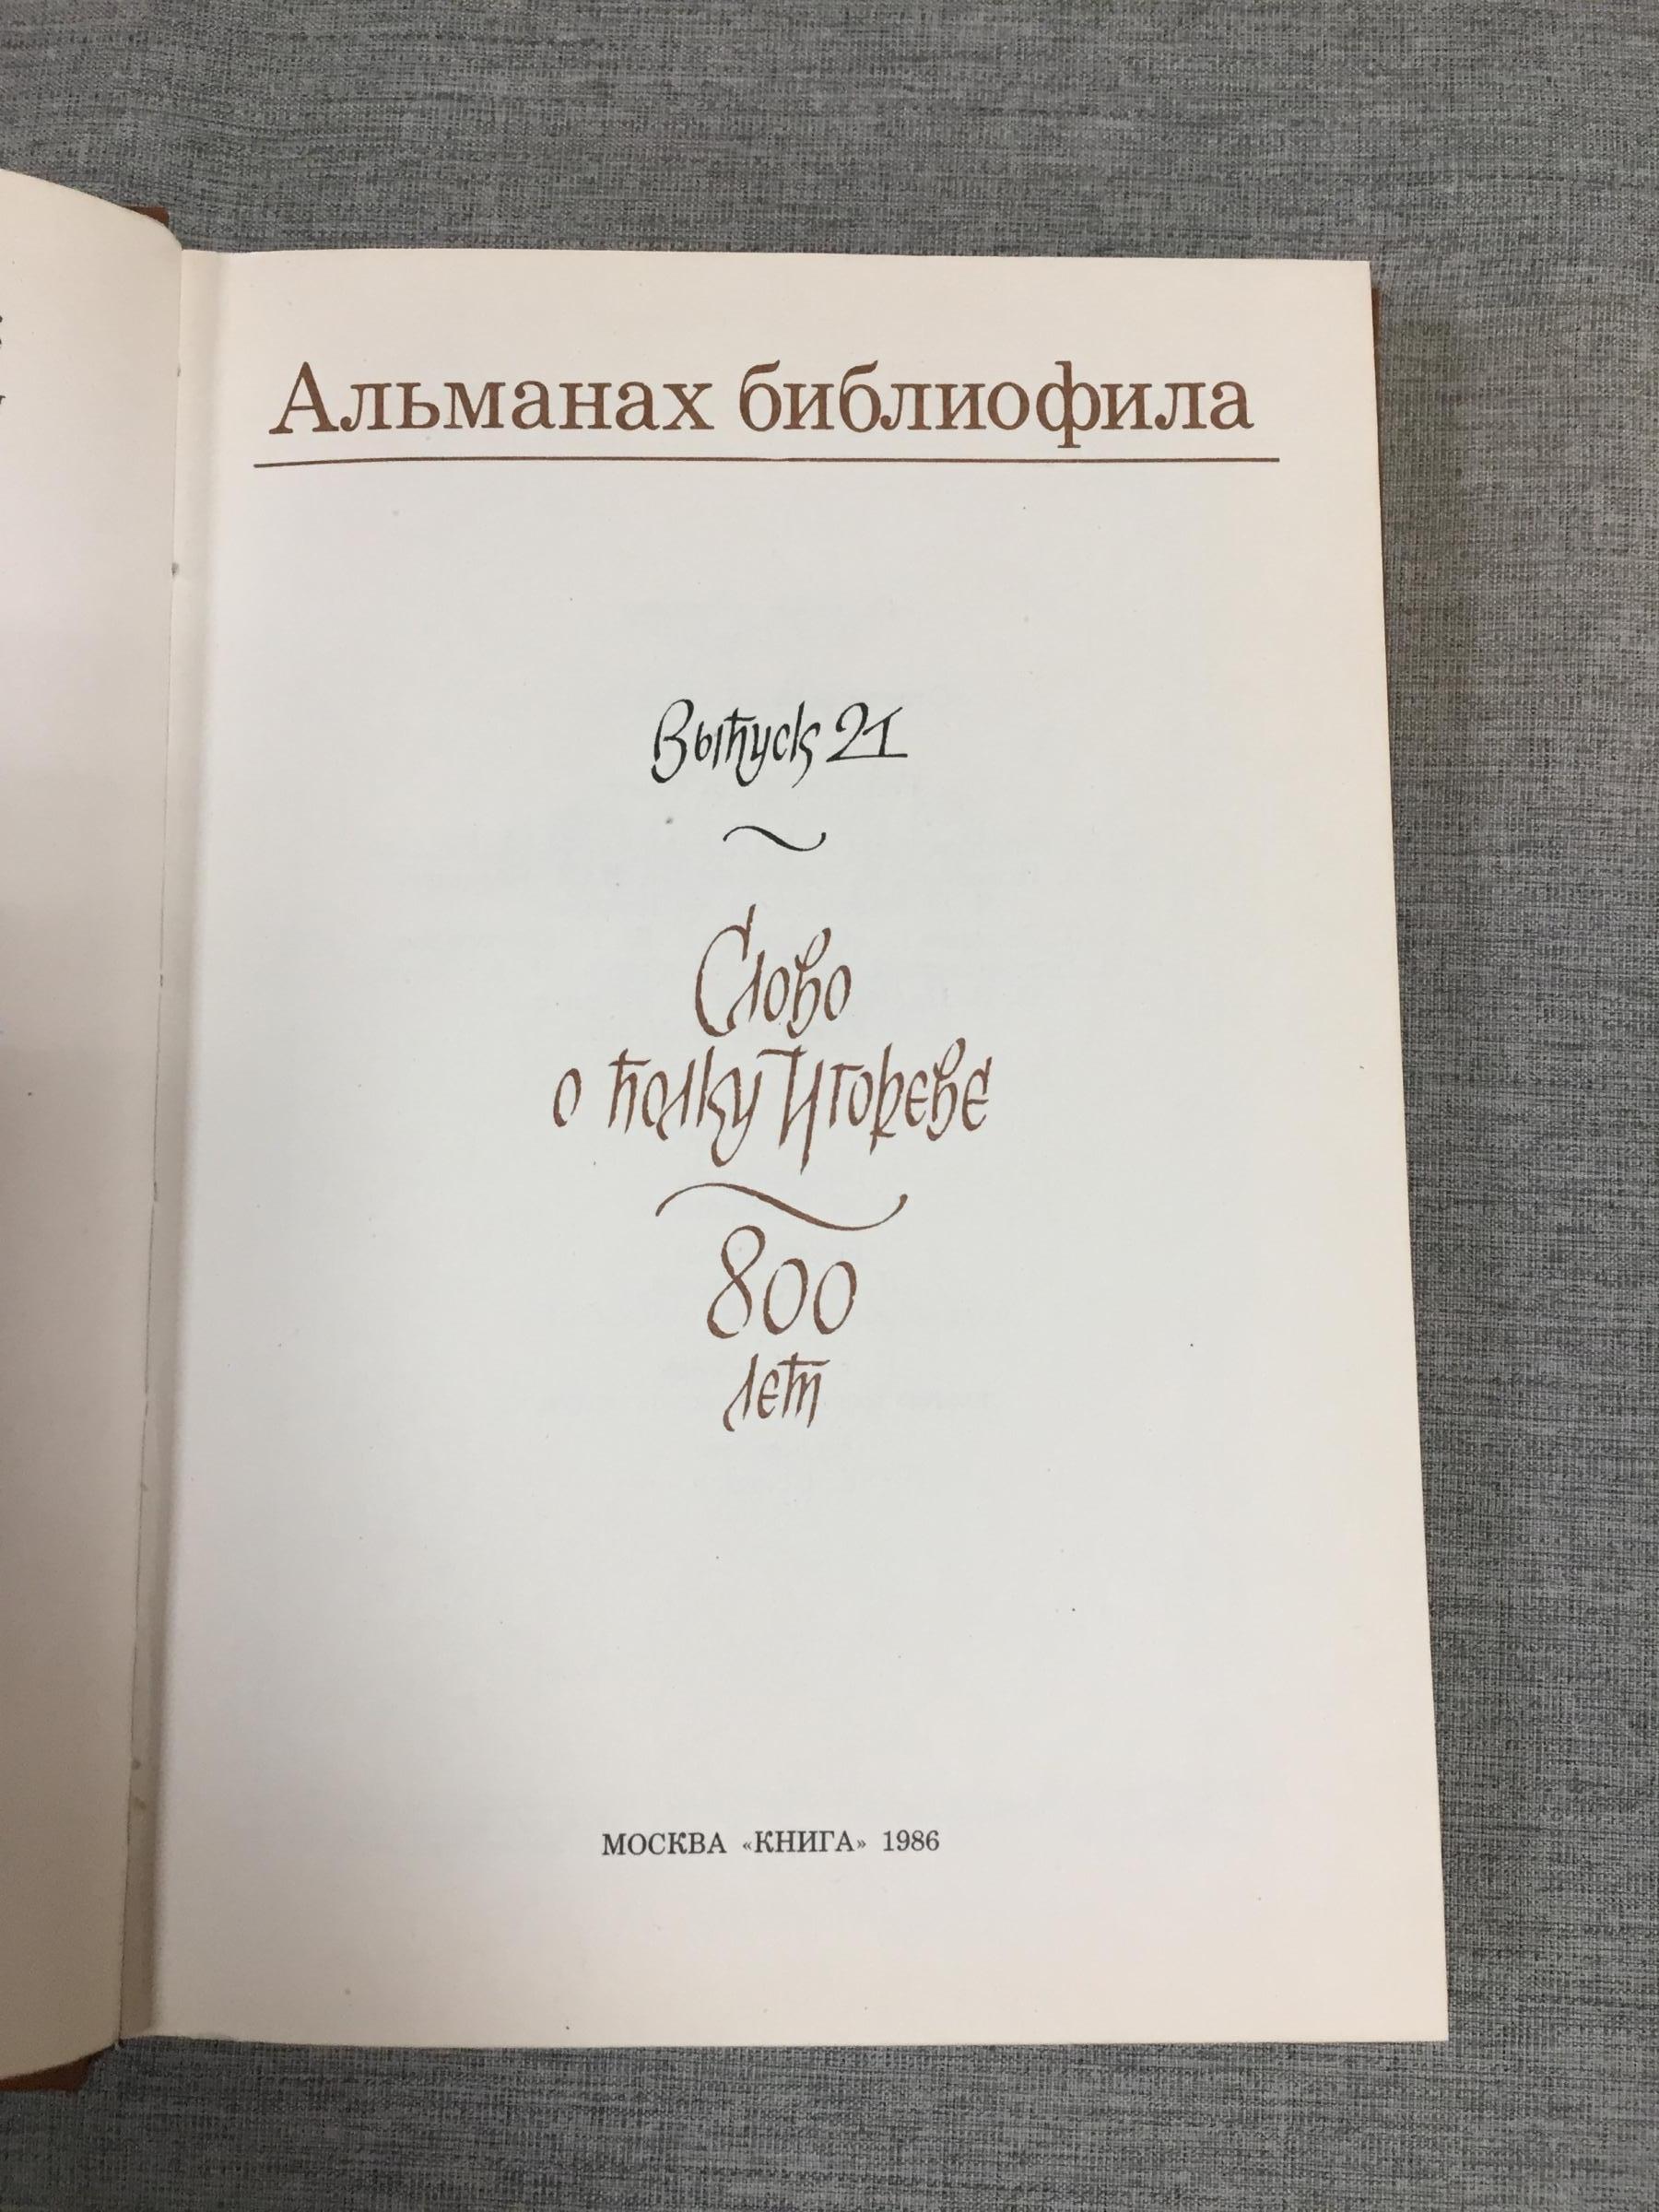 Альманах библиофила
Выпуск 21
Слово
о полку Игореве
800
лет
МОСКВА «КНИГА» 1986